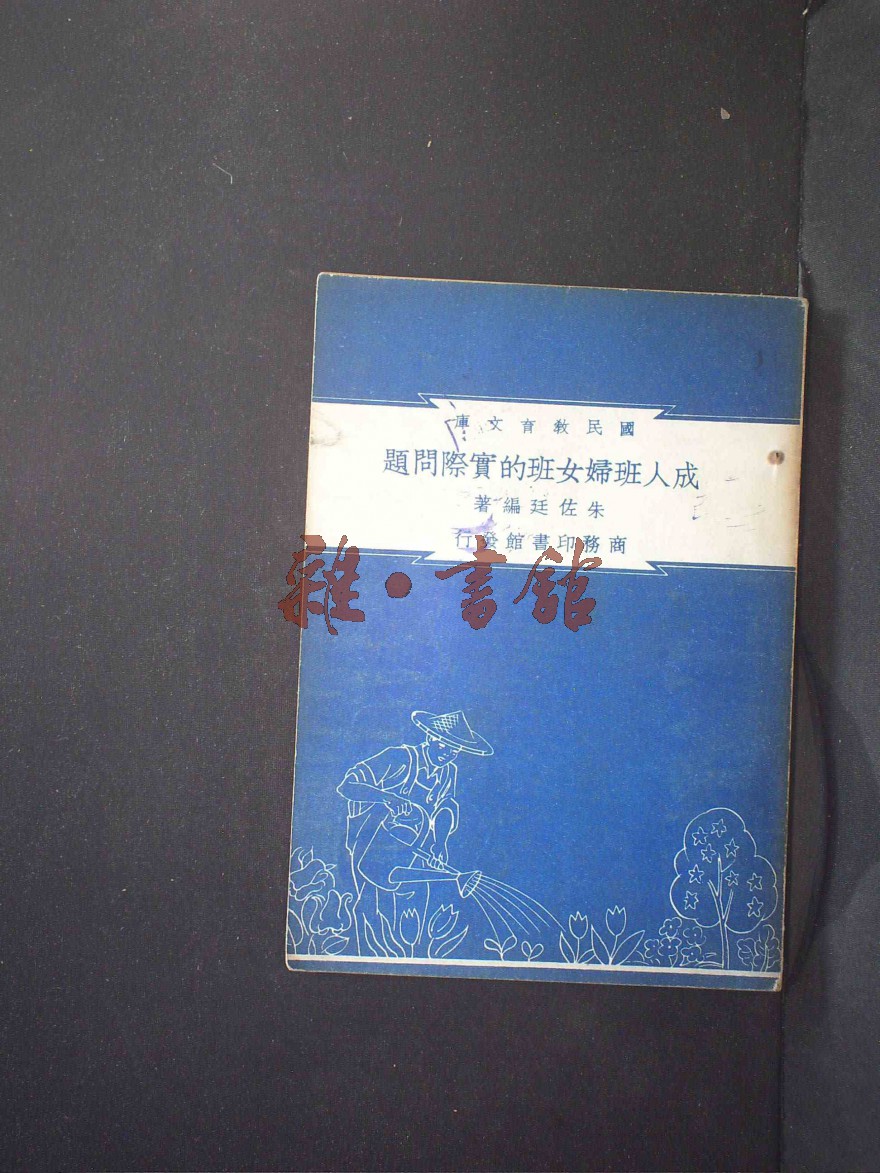 國民教育文庫
成人班婦女班的實際問題
朱佐廷編著
商務印書館發行
雜·書館